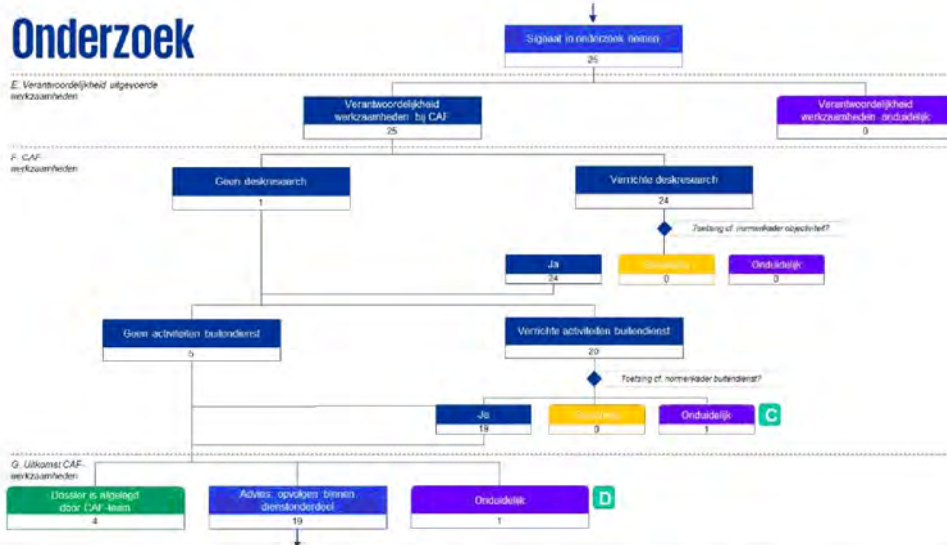 Onderzoek
Signaal in onderzoek nemen
25
E. Verantwoordelijkheid uitgevoerde
werkzaamheden
Verantwoordelijkheid
werkzaamheden bij CAF
25
Verantwoordelijkheid
werkzaamheden onduidelijk
0
F. CAF-
werkzaamheden
Geen deskresearch
1
Verrichte deskresearch
24
Toetsing cf. normenkader objectiviteit?
Ja
24
0
Onduidelijk
0
Geen activiteiten buitendienst
5
Verrichte activiteiten buitendienst
20
Toetsing cf. normenkader buitendienst?
Ja
19
0
Onduidelijk
1
C
G. Uitkomst CAF-
werkzaamheden
Dossier is afgelegd
door CAF-team
4
Advies: opvolgen binnen
dienstonderdeel
19
Onduidelijk
1
D